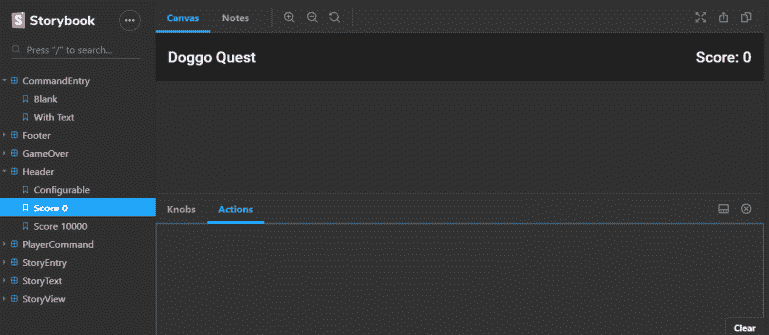 Storybook
Press "/" to search...
CommandEntry
Blank
With Text
Footer
GameOver
Header
Configurable
Score 0
Score 10000
PlayerCommand
StoryEntry
StoryText
StoryView
Canvas Notes
Doggo Quest Score: 0
Knobs Actions
Clear